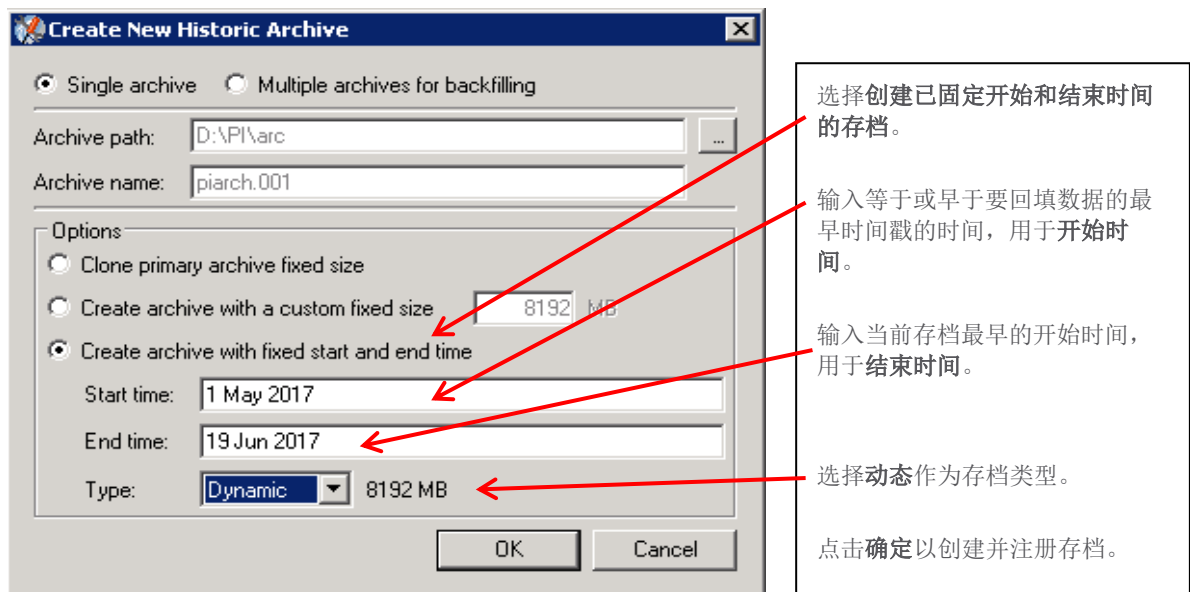 Create New Historic Archive
Single archive Multiple archives for backfilling
Archive path: D:\PI\arc ...
Archive name: piarch.001
Options
Clone primary archive fixed size
Create archive with a custom fixed size 8192 MB
Create archive with fixed start and end time
Start time: 1 May 2017
End time: 19 Jun 2017
Type: Dynamic 8192 MB
OK Cancel
选择创建已固定开始和结束时间
的存档。
输入等于或早于要回填数据的最
早时间戳的时间，用于开始时
间。
输入当前存档最早的开始时间，
用于结束时间。
选择动态作为存档类型。
点击确定以创建并注册存档。